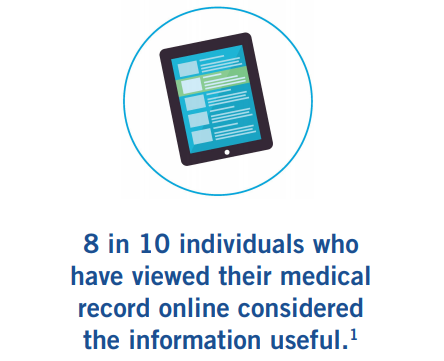 8 in 10 individuals who
have viewed their medical
record online considered
the information useful.¹